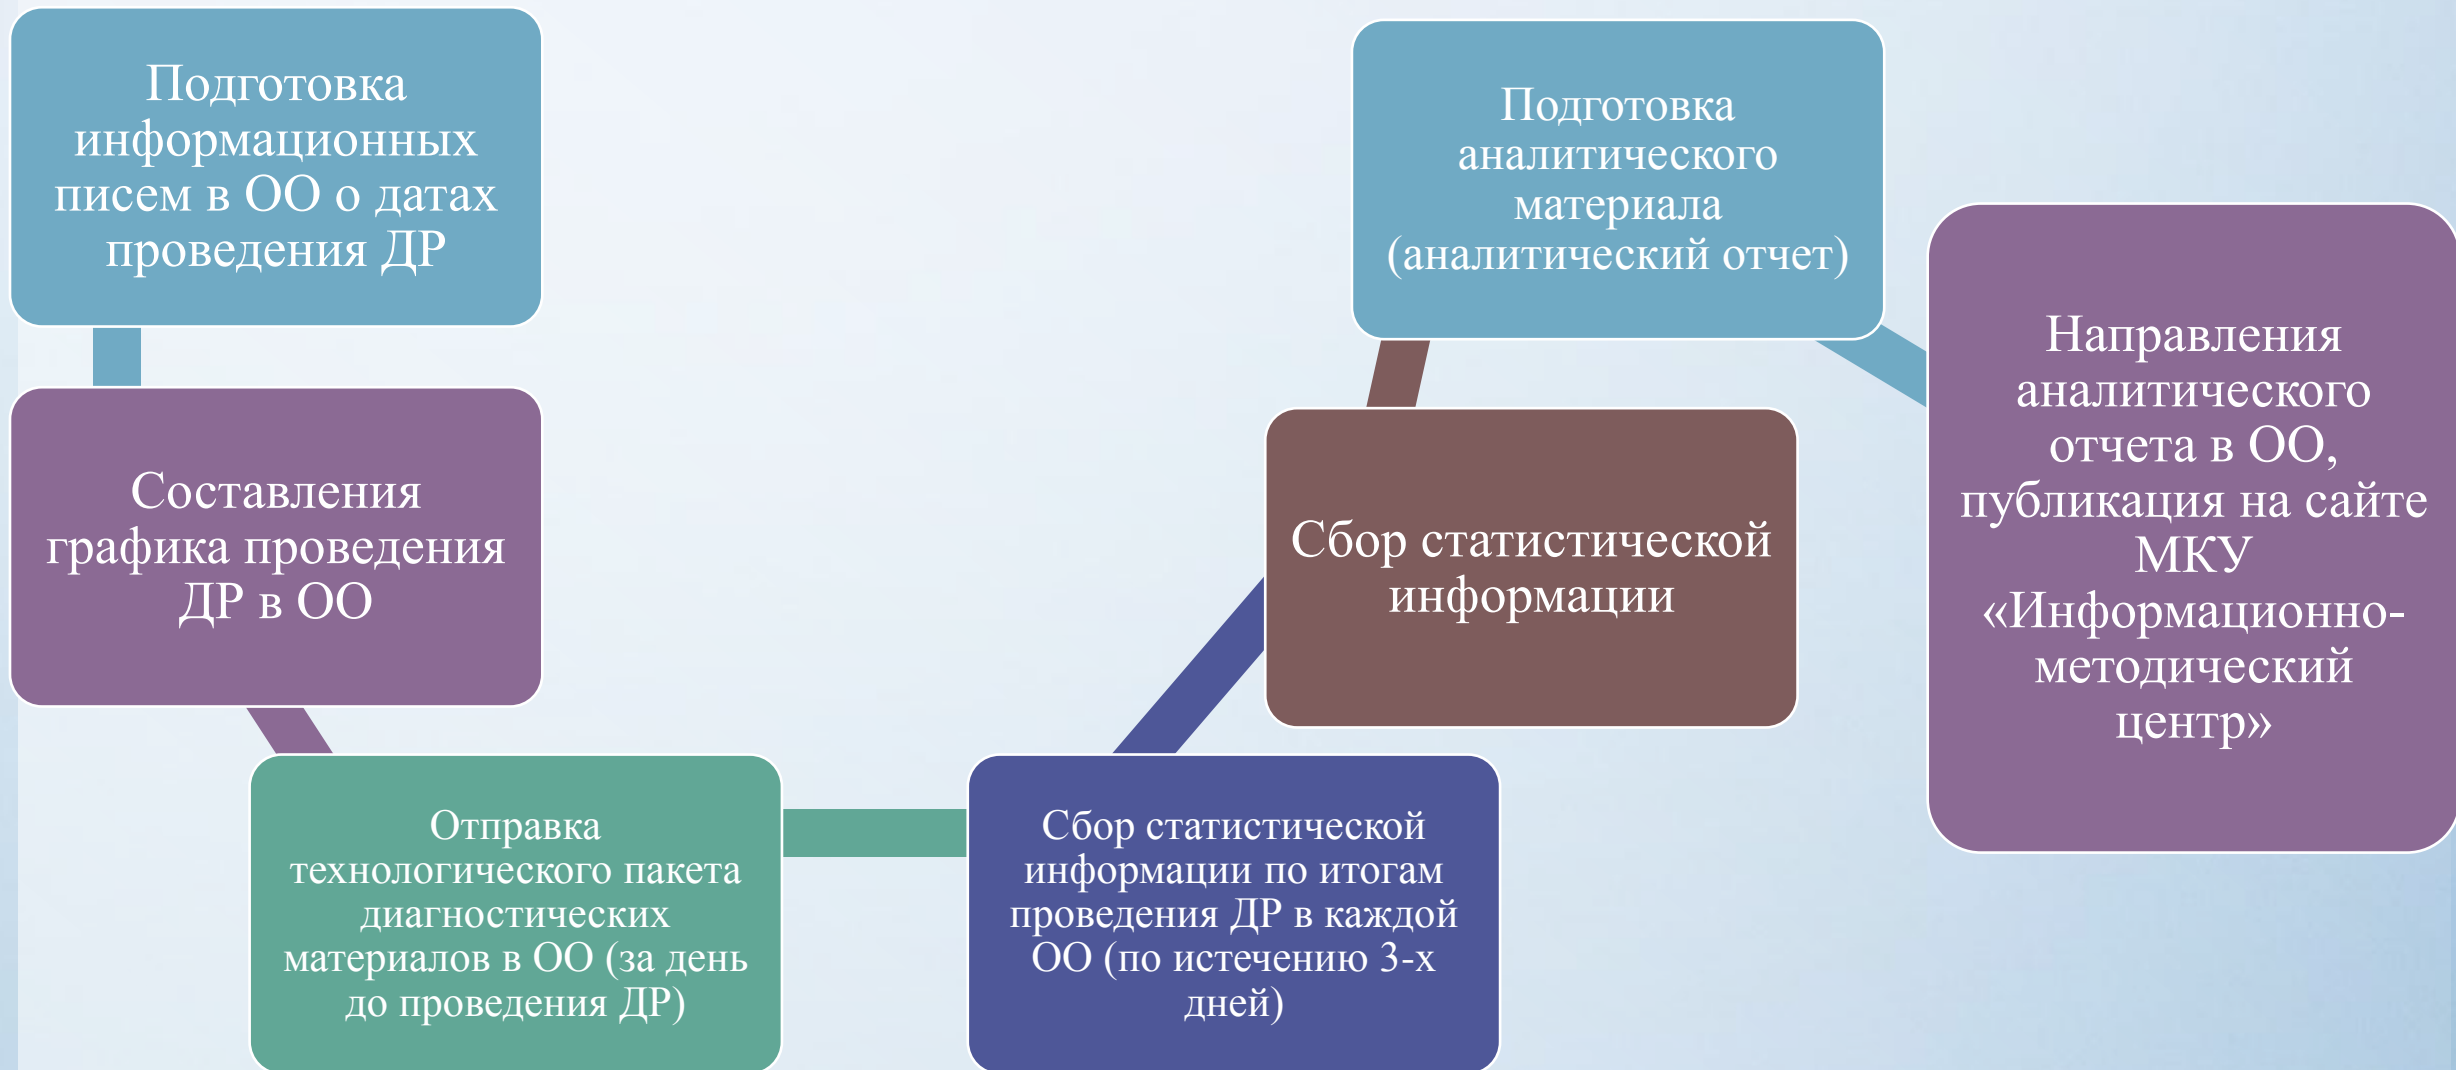 Подготовка
информационных
писем в ОО о датах
проведения ДР
Составления
графика проведения
ДР в ОО
Отправка
технологического пакета
диагностических
материалов в ОО (за день
до проведения ДР)
Сбор статистической
информации по итогам
проведения ДР в каждой
ОО (по истечению 3-х
дней)
Сбор статистической
информации
Подготовка
аналитического
материала
(аналитический отчет)
Направления
аналитического
отчета в ОО,
публикация на сайте
МКУ
«Информационно-
методический
центр»